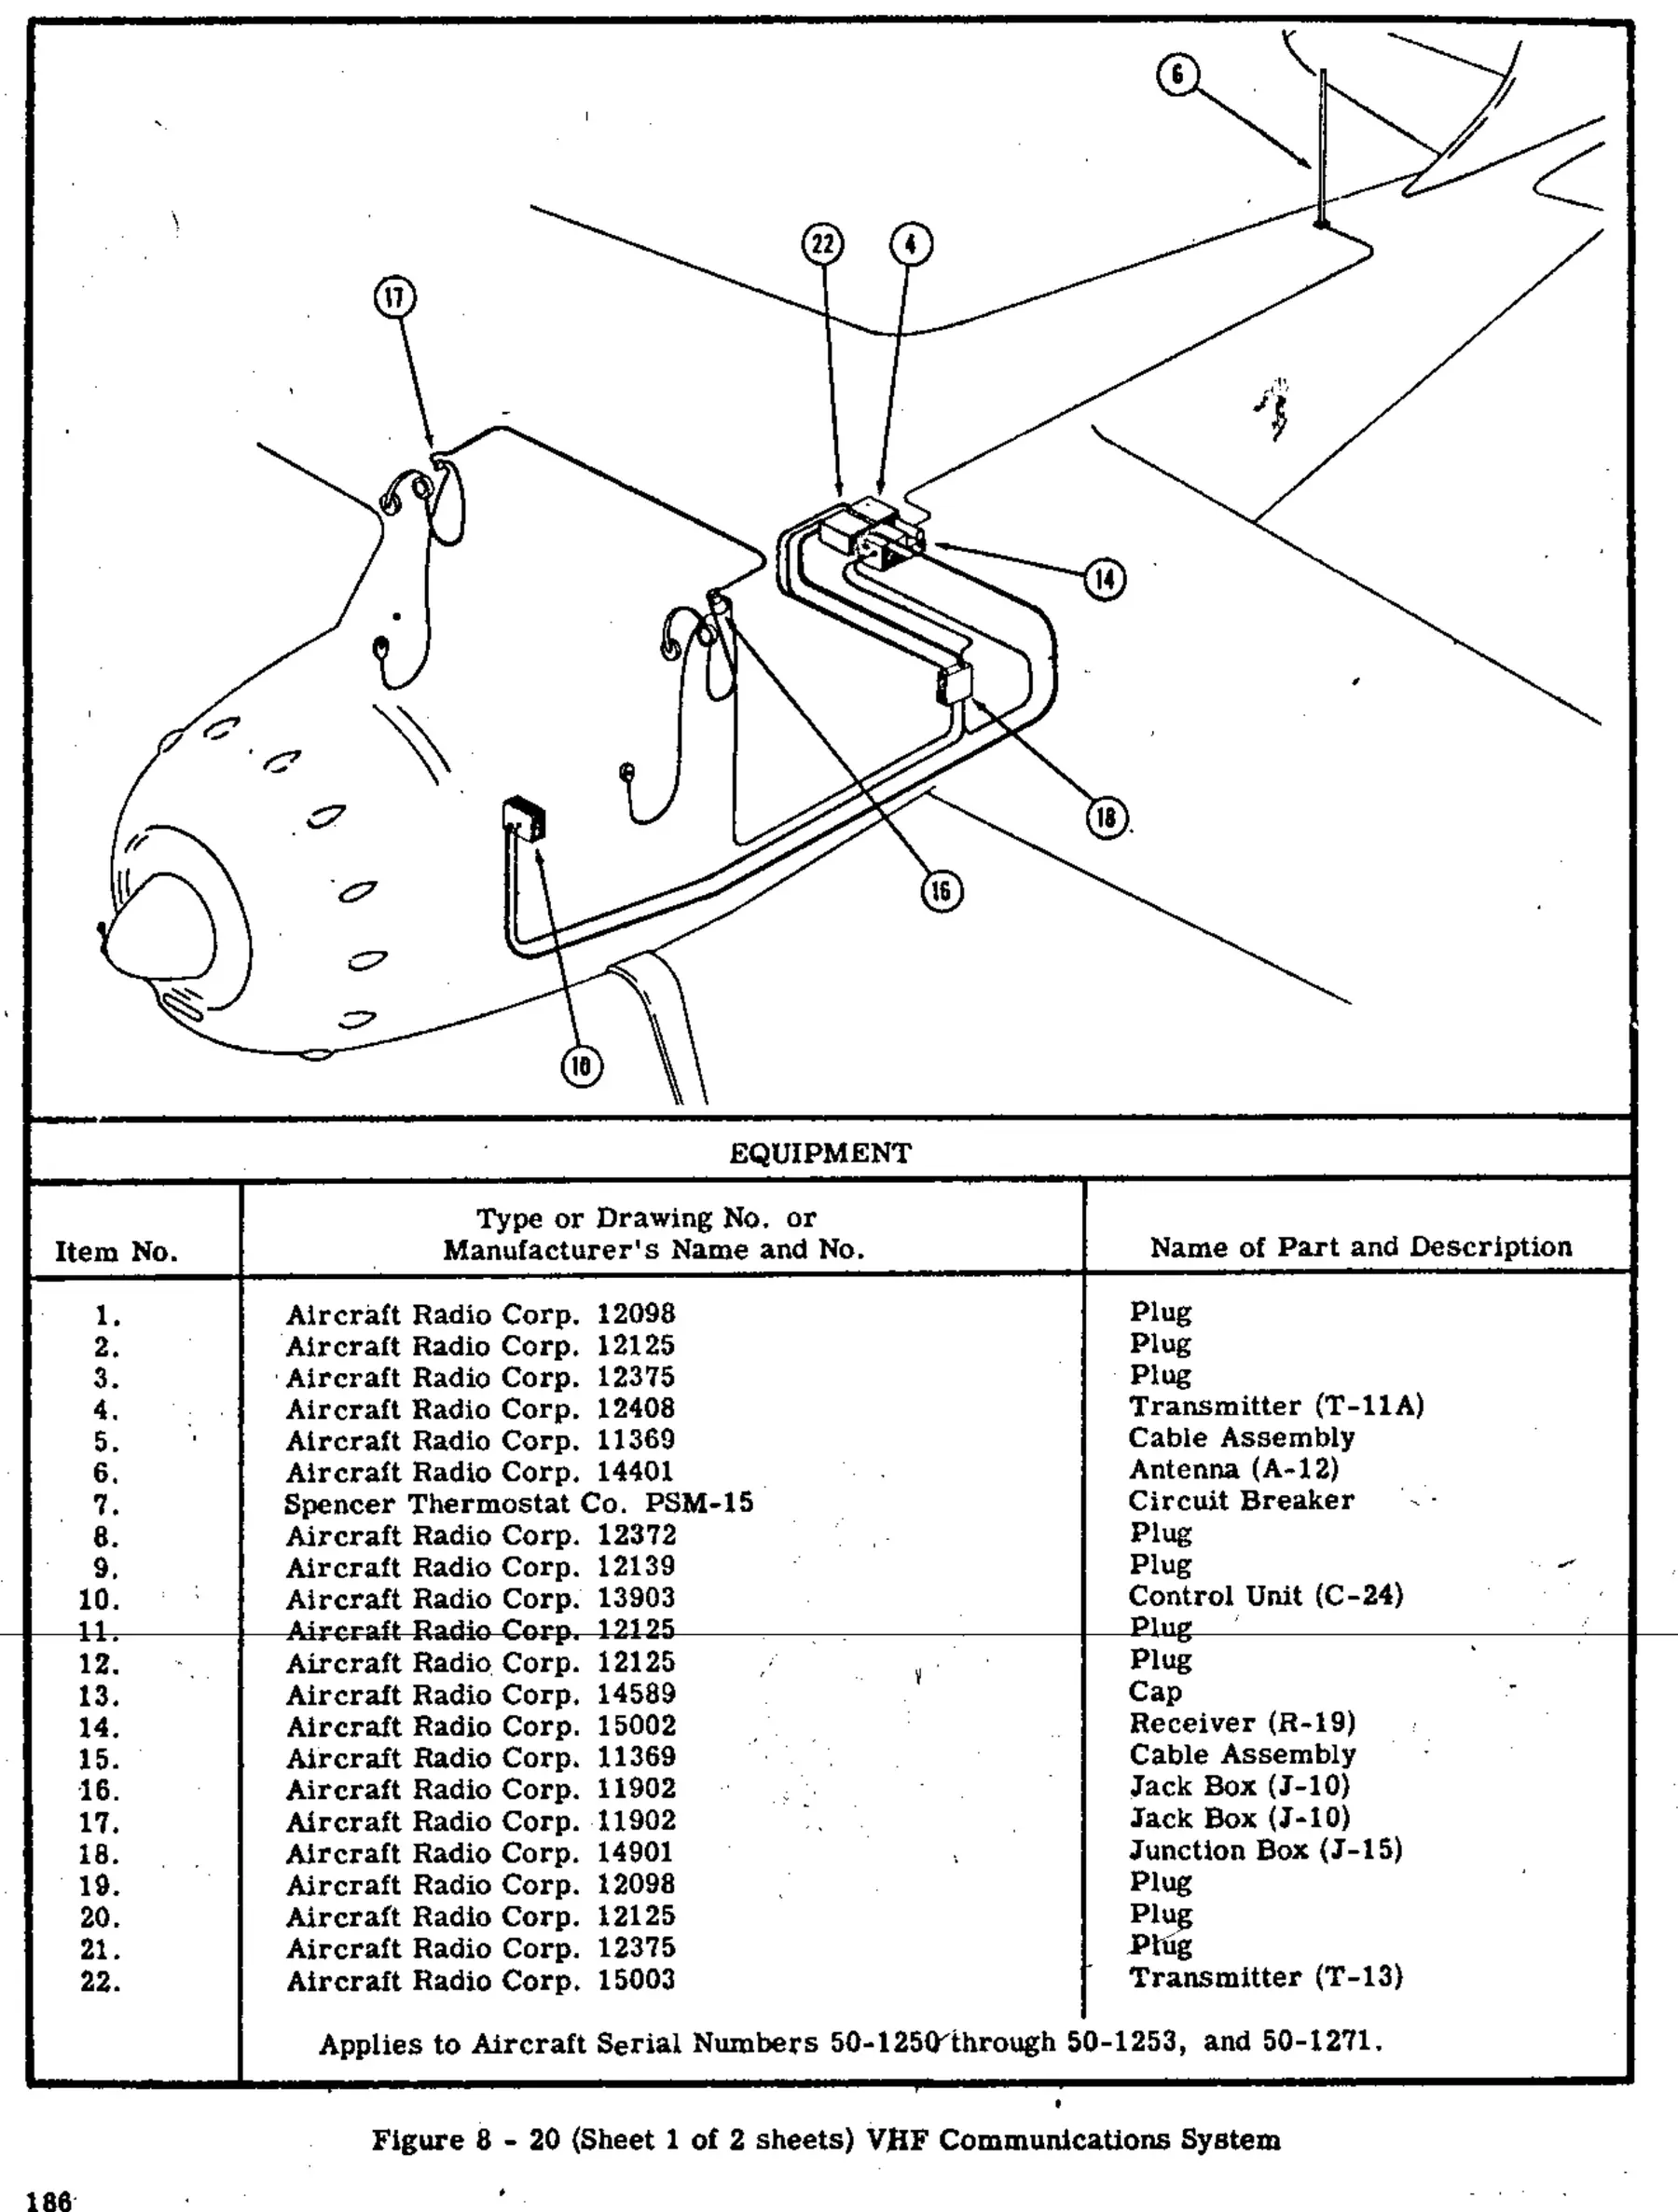 6
22 4
17
14
18
16
10
EQUIPMENT
Item No. Type or Drawing No. or Manufacturer's Name and No. Name of Part and Description
1. Aircraft Radio Corp. 12098 Plug
2. Aircraft Radio Corp. 12125 Plug
3. Aircraft Radio Corp. 12375 Plug
4. Aircraft Radio Corp. 12408 Transmitter (T-11A)
5. Aircraft Radio Corp. 11369 Cable Assembly
6. Aircraft Radio Corp. 14401 Antenna (A-12)
7. Spencer Thermostat Co. PSM-15 Circuit Breaker
8. Aircraft Radio Corp. 12372 Plug
9. Aircraft Radio Corp. 12139 Plug
10. Aircraft Radio Corp. 13903 Control Unit (C-24)
11. Aircraft Radio Corp. 12125 Plug
12. Aircraft Radio Corp. 12125 Plug
13. Aircraft Radio Corp. 14589 Cap
14. Aircraft Radio Corp. 15002 Receiver (R-19)
15. Aircraft Radio Corp. 11369 Cable Assembly
16. Aircraft Radio Corp. 11902 Jack Box (J-10)
17. Aircraft Radio Corp. 11902 Jack Box (J-10)
18. Aircraft Radio Corp. 14901 Junction Box (J-15)
19. Aircraft Radio Corp. 12098 Plug
20. Aircraft Radio Corp. 12125 Plug
21. Aircraft Radio Corp. 12375 Plug
22. Aircraft Radio Corp. 15003 Transmitter (T-13)
Applies to Aircraft Serial Numbers 50-1250 through 50-1253, and 50-1271.
Figure 8 - 20 (Sheet 1 of 2 sheets) VHF Communications System
186